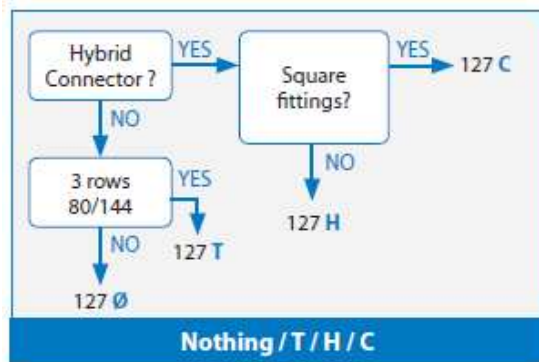 Hybrid
Connector ?
YES
Square
fittings?
YES
127 C
NO
NO
3 rows
80/144
YES
127 H
127 T
NO
127 Ø
Nothing / T / H / C